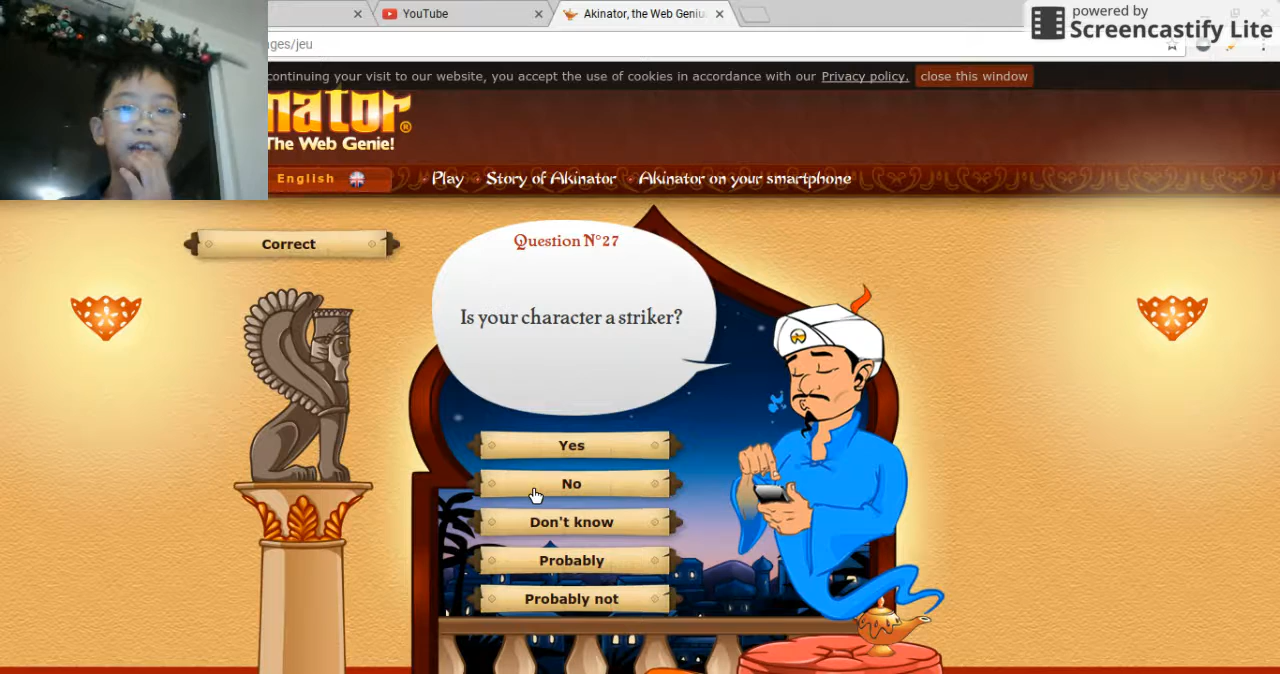 YouTube
Akinator, the Web Geniu
powered by
Screencastify Lite
ges/jeu
continuing your visit to our website, you accept the use of cookies in accordance with our Privacy policy. close this window
nator®
The Web Genie!
English
Play
Story of Akinator
Akinator on your smartphone
Correct
Question N°27
Is your character a striker?
Yes
No
Don't know
Probably
Probably not